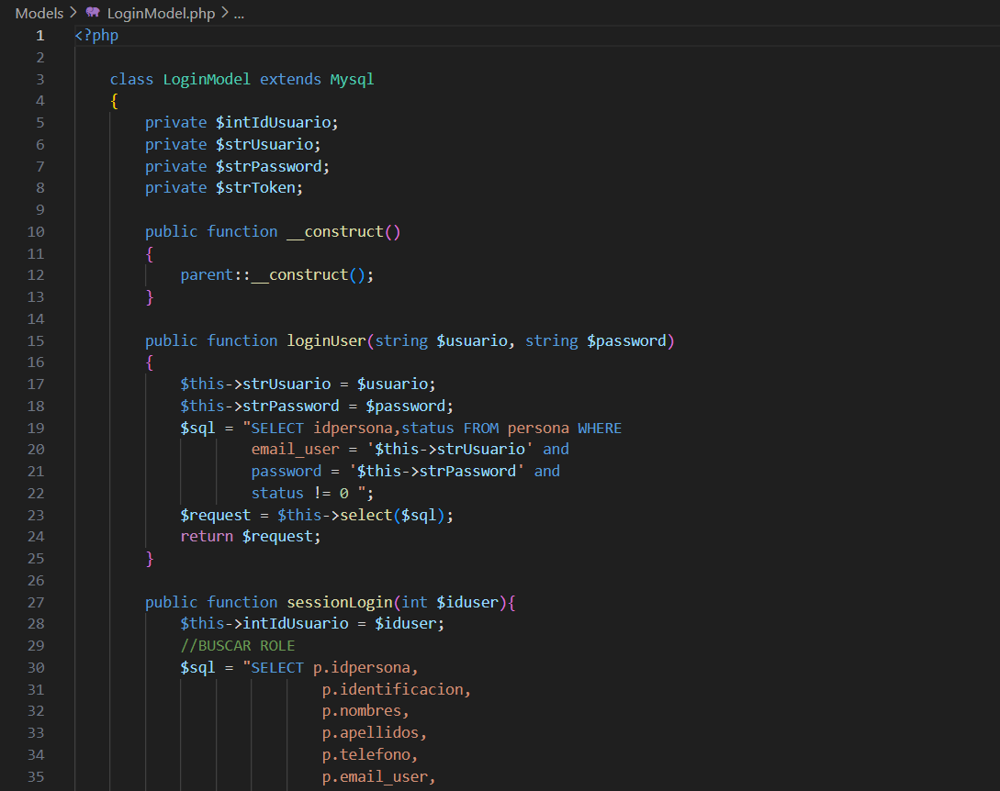 Models > LoginModel.php > ...
1 <?php
2
3 class LoginModel extends Mysql
4 {
5 private $intIdUsuario;
6 private $strUsuario;
7 private $strPassword;
8 private $strToken;
9
10 public function __construct()
11 {
12 parent::__construct();
13 }
14
15 public function loginUser(string $usuario, string $password)
16 {
17 $this->strUsuario = $usuario;
18 $this->strPassword = $password;
19 $sql = "SELECT idpersona,status FROM persona WHERE
20 email_user = '$this->strUsuario' and
21 password = '$this->strPassword' and
22 status != 0 ";
23 $request = $this->select($sql);
24 return $request;
25 }
26
27 public function sessionLogin(int $iduser){
28 $this->intIdUsuario = $iduser;
29 //BUSCAR ROLE
30 $sql = "SELECT p.idpersona,
31 p.identificacion,
32 p.nombres,
33 p.apellidos,
34 p.telefono,
35 p.email_user,